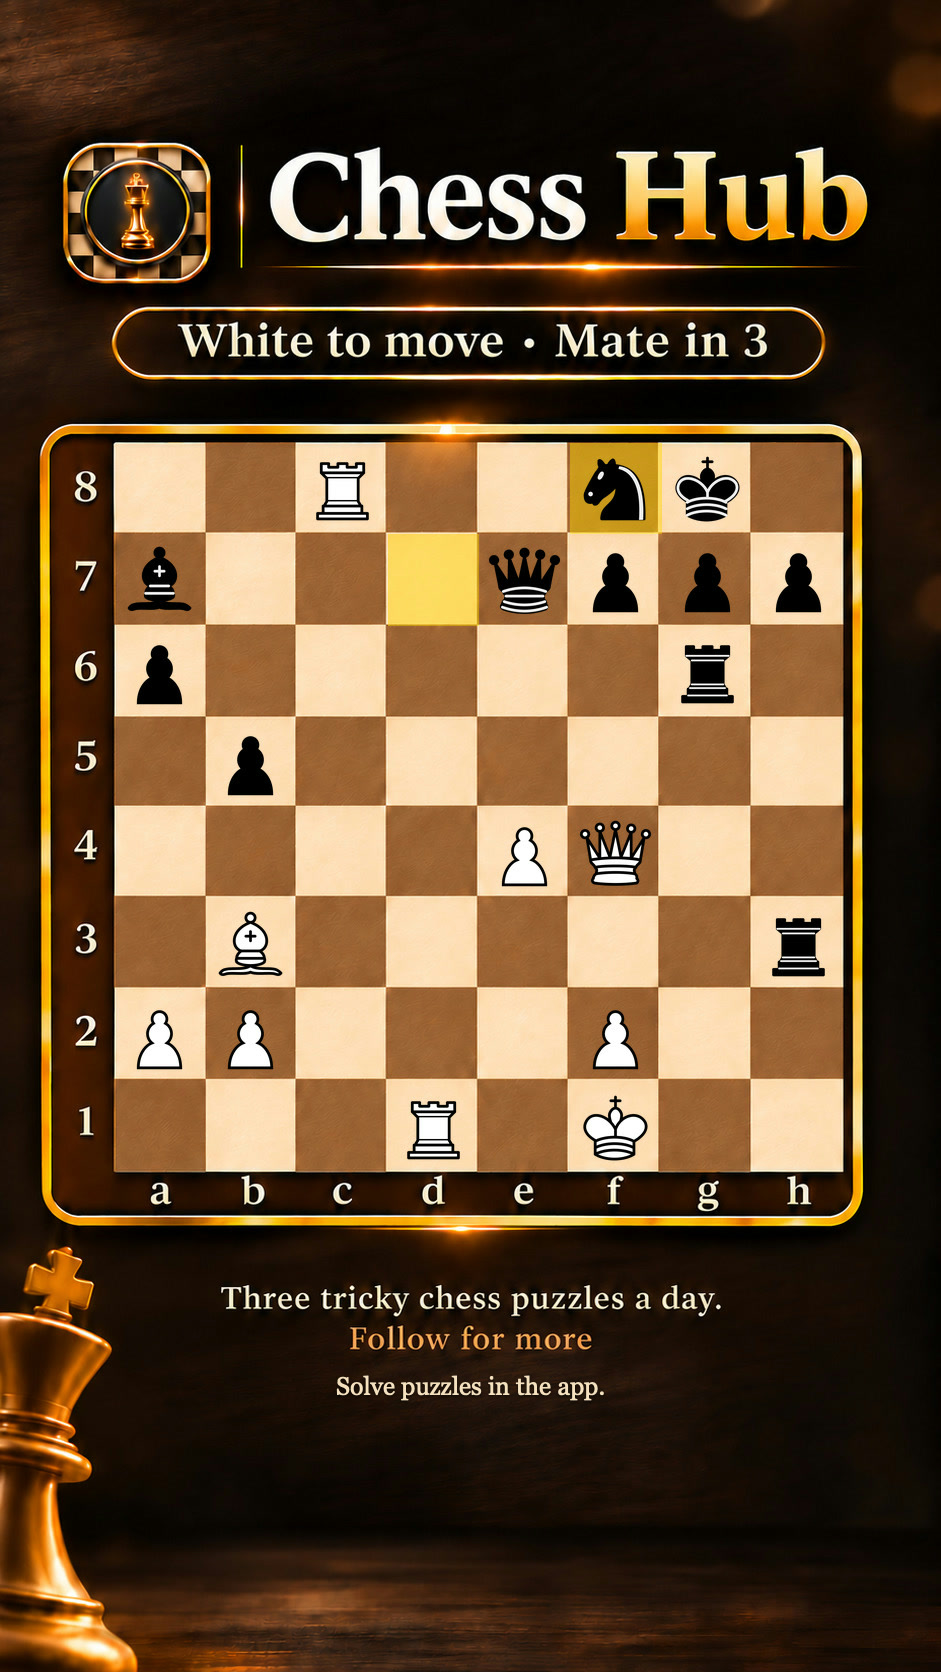 Chess Hub
White to move • Mate in 3
8
7
6
5
4
3
2
1
a b c d e f g h
Three tricky chess puzzles a day.
Follow for more
Solve puzzles in the app.